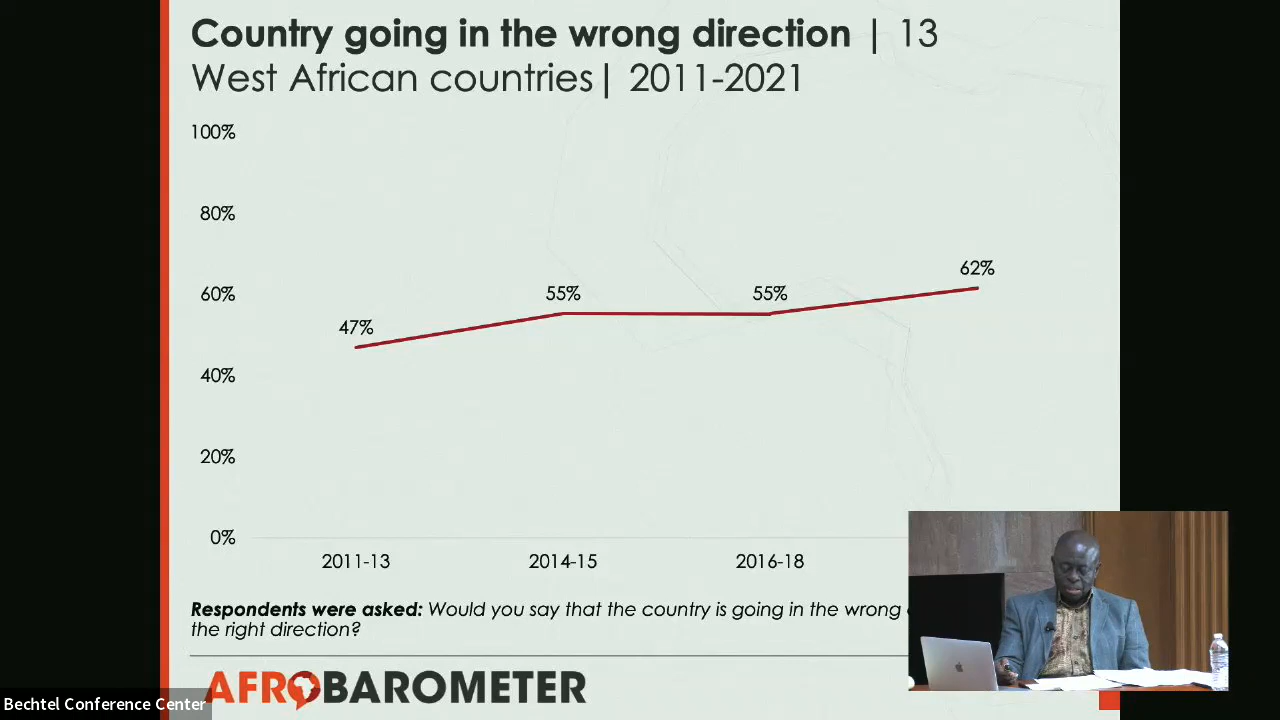 Country going in the wrong direction | 13
West African countries| 2011-2021
100%
80%
60%
40%
20%
0%
47%
55%
55%
62%
2011-13
2014-15
2016-18
Respondents were asked: Would you say that the country is going in the wrong
the right direction?
AFROBAROMETER
Bechtel Conference Center